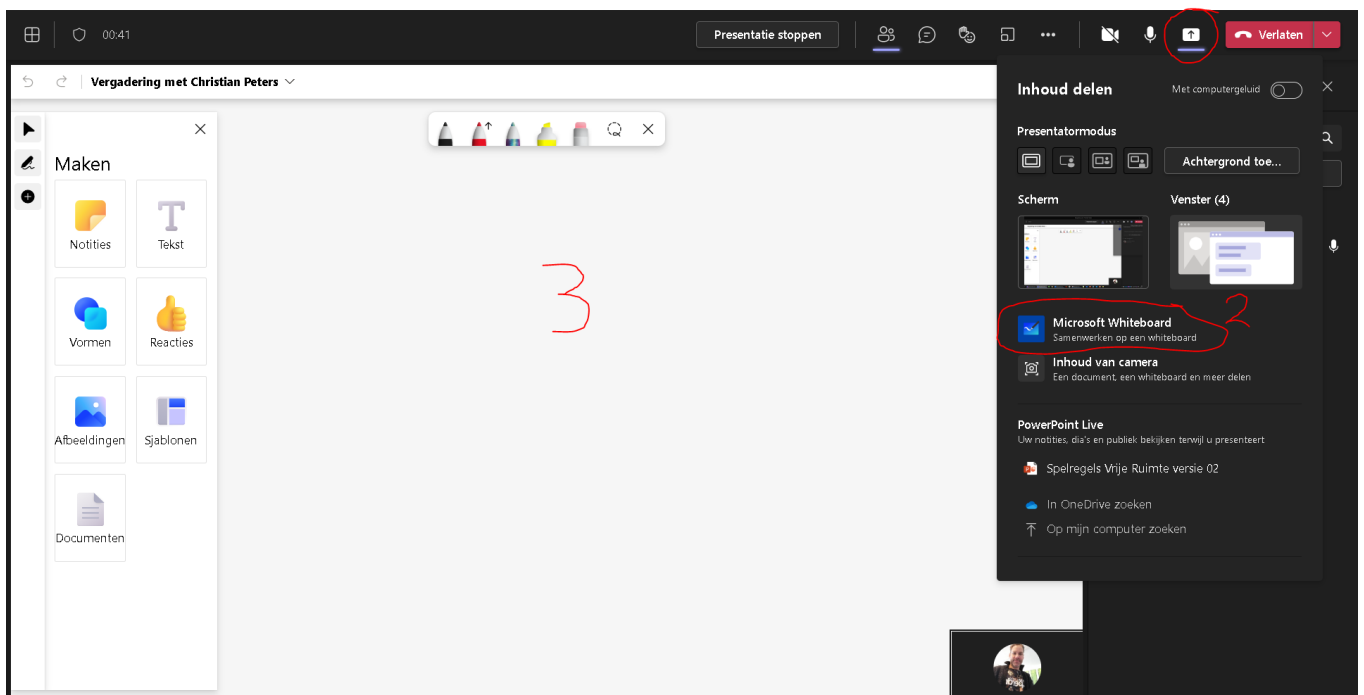 00:41
Presentatie stoppen
Verlaten
Vergadering met Christian Peters
Maken
Notities
Tekst
Vormen
Reacties
Afbeeldingen
Sjablonen
Documenten
3
Inhoud delen
Met computergeluid
Presentatormodus
Achtergrond toe...
Scherm
Venster (4)
Microsoft Whiteboard
Samenwerken op een whiteboard
2
Inhoud van camera
Een document, een whiteboard en meer delen
PowerPoint Live
Uw notities, dia's en publiek bekijken terwijl u presenteert
Spelregels Vrije Ruimte versie 02
In OneDrive zoeken
Op mijn computer zoeken